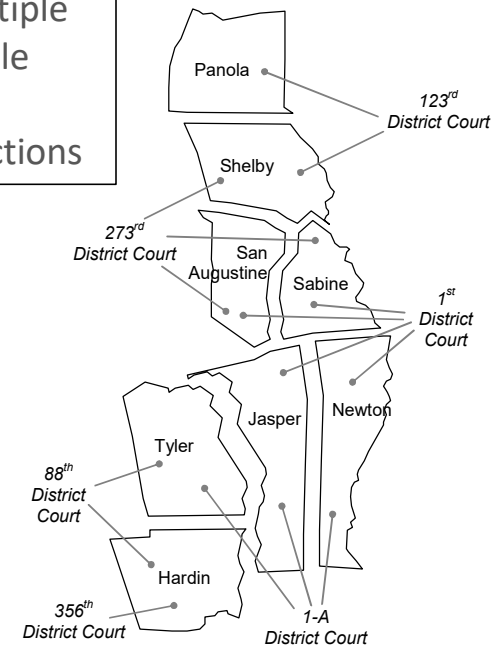 tiple
le
ctions
Panola
123rd
District Court
Shelby
273rd
District Court
San
Augustine
Sabine
1st
District
Court
Jasper
Newton
Tyler
88th
District
Court
Hardin
356th
District Court
1-A
District Court